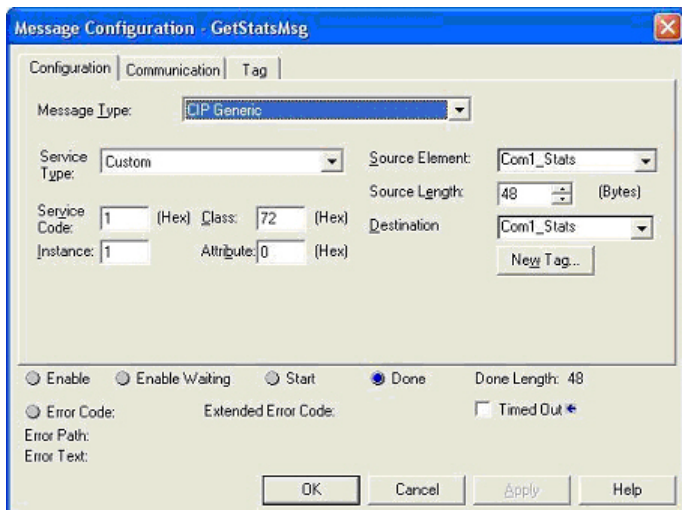 Message Configuration - GetStatsMsg
Configuration Communication Tag
Message Type: CIP Generic
Service Type: Custom
Source Element: Com1_Stats
Source Length: 48 (Bytes)
Service Code: 1 (Hex) Class: 72 (Hex)
Destination Com1_Stats
Instance: 1 Attribute: 0 (Hex)
New Tag...
Enable Enable Waiting Start Done Done Length: 48
Error Code: Extended Error Code: Timed Out
Error Path:
Error Text:
OK Cancel Apply Help